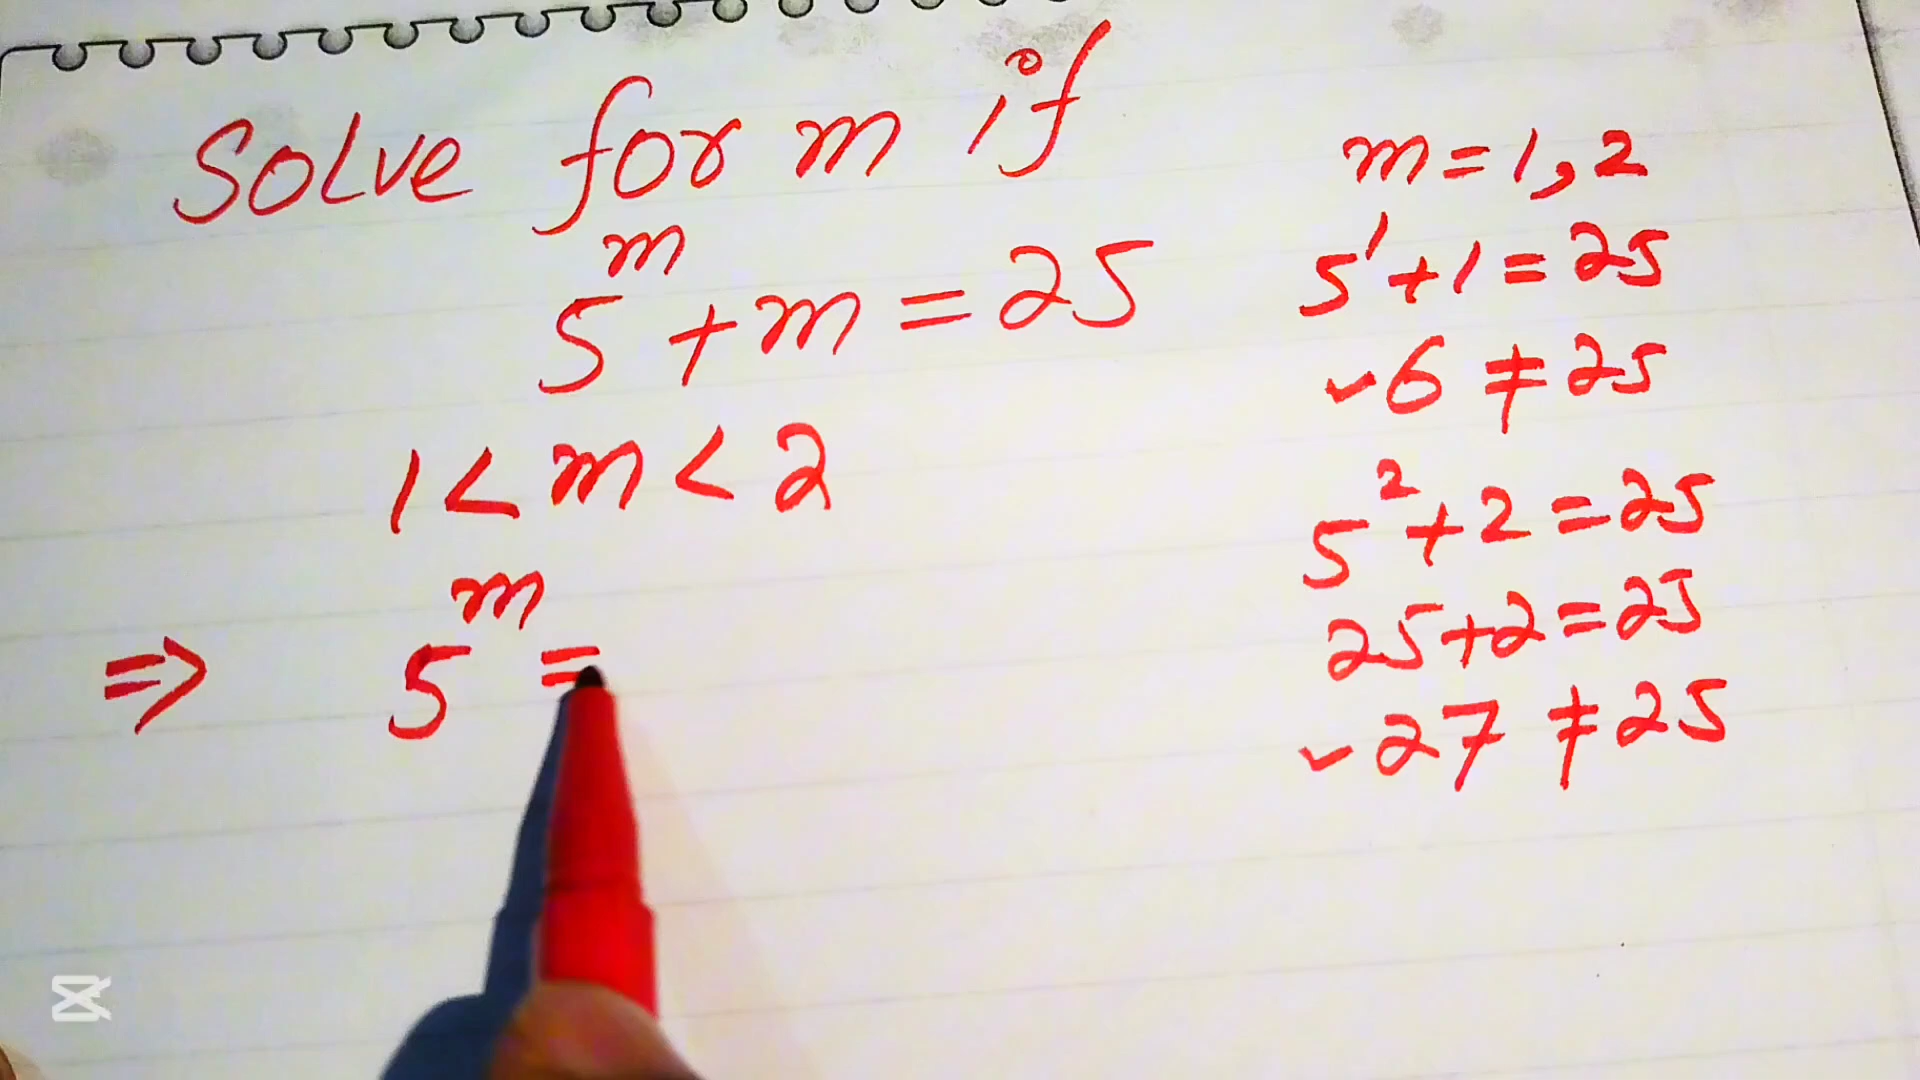 Solve for m if
5^m + m = 25
1 < m < 2
⇒ 5^m =
m = 1, 2
5^1 + 1 = 25
✓ 6 ≠ 25
5^2 + 2 = 25
25 + 2 = 25
✓ 27 ≠ 25